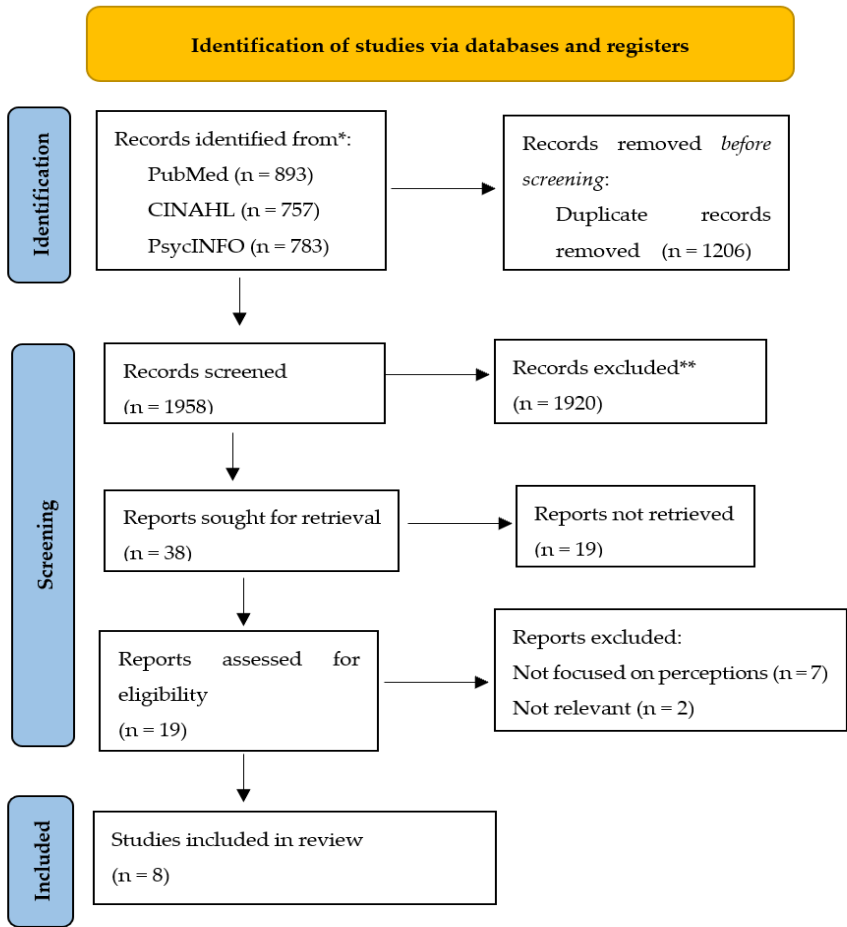 Identification of studies via databases and registers
Identification
Records identified from*:
PubMed (n = 893)
CINAHL (n = 757)
PsycINFO (n = 783)
Records removed before
screening:
Duplicate records
removed (n = 1206)
Screening
Records screened
(n = 1958)
Records excluded**
(n = 1920)
Reports sought for retrieval
(n = 38)
Reports not retrieved
(n = 19)
Reports assessed for
eligibility
(n = 19)
Reports excluded:
Not focused on perceptions (n = 7)
Not relevant (n = 2)
Included
Studies included in review
(n = 8)